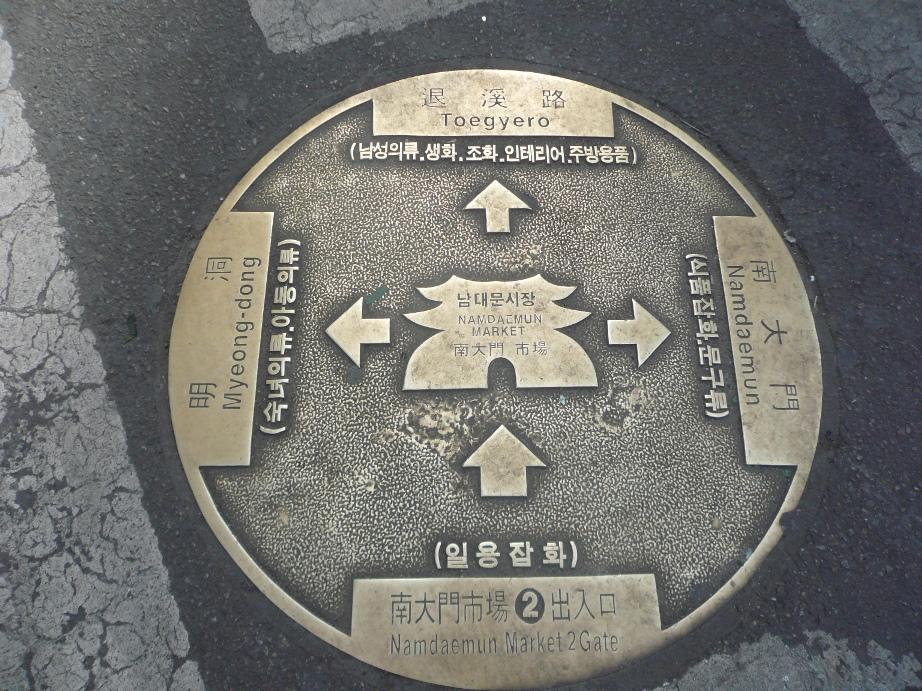 退溪路
Toegyero
(남성의류.생화.조화.인테리어.주방용품)
明洞
Myeong-dong
(숙녀의류.아동의류)
남대문시장
NAMDAEMUN
MARKET
南大門 市場
南大門
Namdaemun
(식품잡화.문구류)
(일용잡화)
南大門市場 2 出入口
Namdaemun Market 2Gate